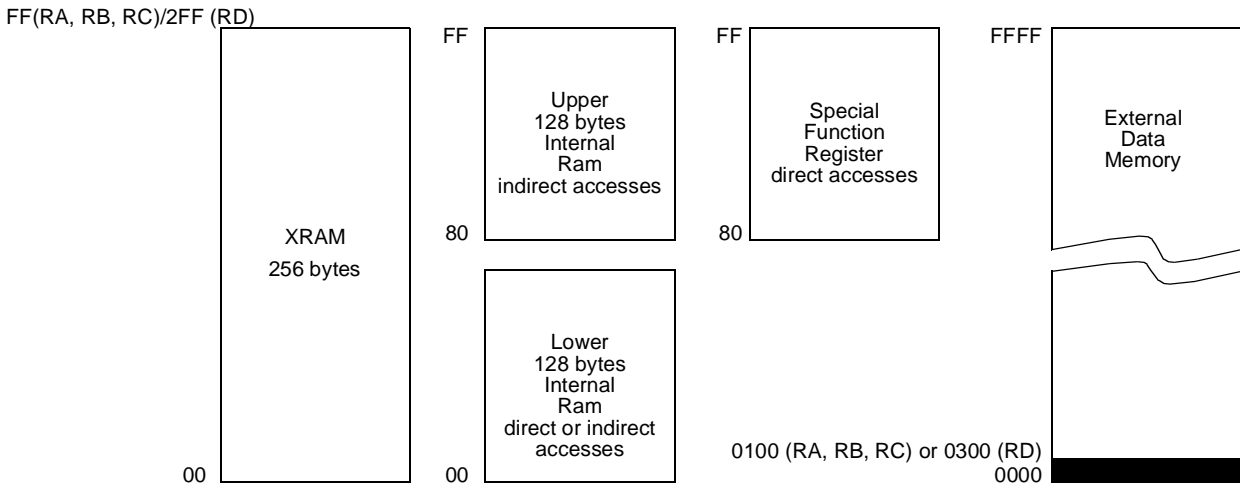 FF(RA, RB, RC)/2FF (RD)
XRAM
256 bytes
00
FF
Upper
128 bytes
Internal
Ram
indirect accesses
80
Lower
128 bytes
Internal
Ram
direct or indirect
accesses
00
FF
Special
Function
Register
direct accesses
80
FFFF
External
Data
Memory
0100 (RA, RB, RC) or 0300 (RD)
0000